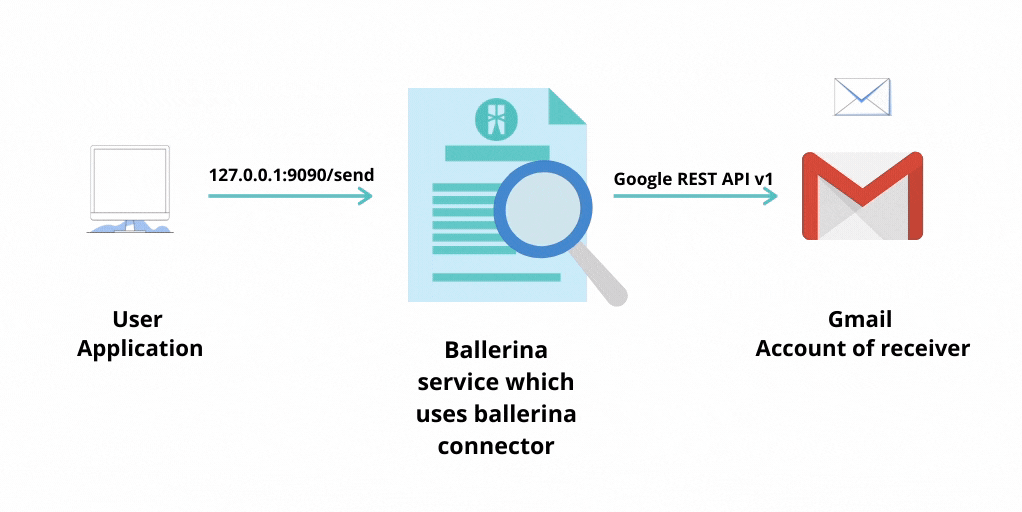 127.0.0.1:9090/send
Google REST API v1
User
Application
Ballerina
service which
uses ballerina
connector
Gmail
Account of receiver